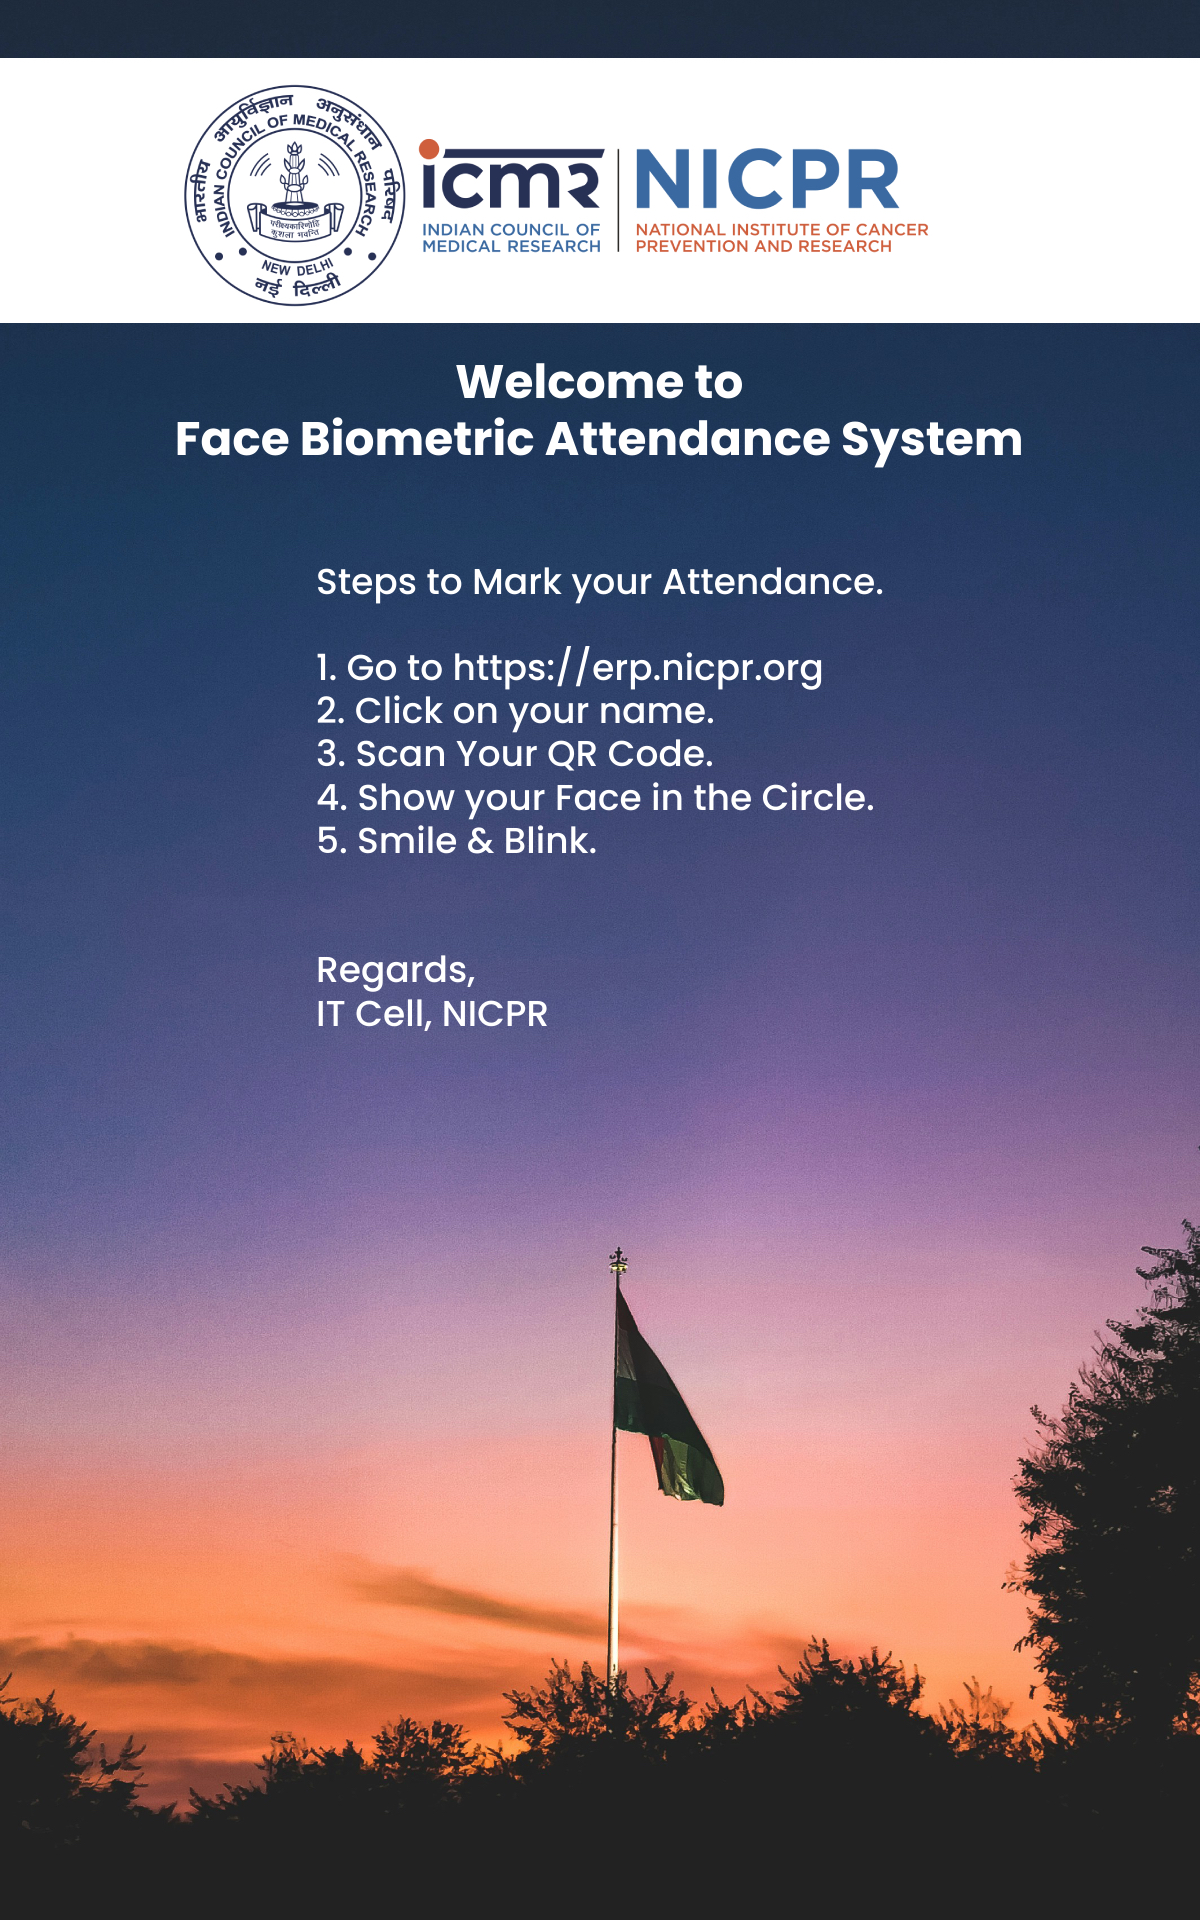 भारतीय आयुर्विज्ञान अनुसंधान परिषद
INDIAN COUNCIL OF MEDICAL RESEARCH
NEW DELHI
नई दिल्ली
icmr
INDIAN COUNCIL OF
MEDICAL RESEARCH
NICPR
NATIONAL INSTITUTE OF CANCER
PREVENTION AND RESEARCH
Welcome to
Face Biometric Attendance System
Steps to Mark your Attendance.
1. Go to https://erp.nicpr.org
2. Click on your name.
3. Scan Your QR Code.
4. Show your Face in the Circle.
5. Smile & Blink.
Regards,
IT Cell, NICPR